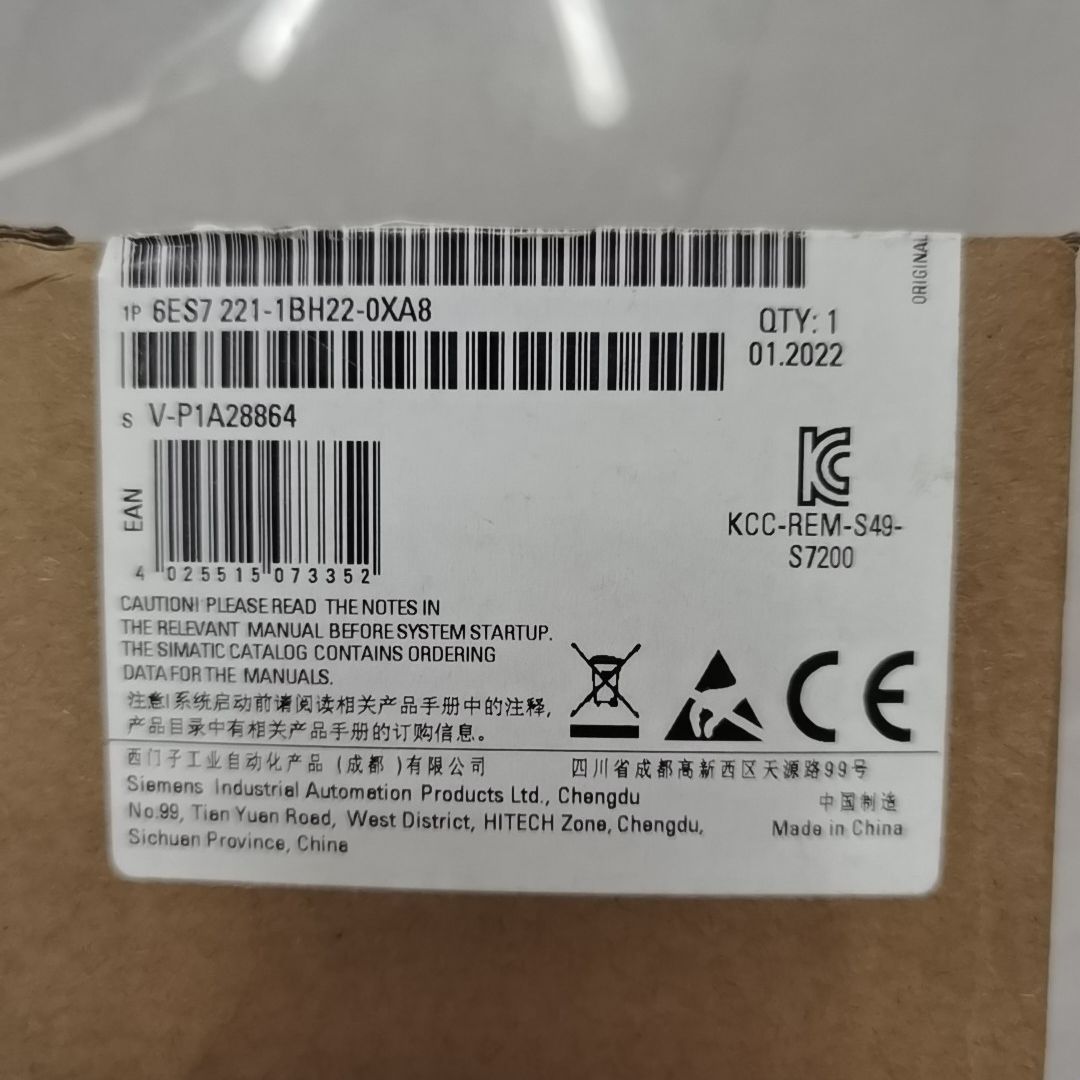 ORIGINAL
1P 6ES7 221-1BH22-0XA8
QTY: 1
01.2022
S V-P1A28864
KCC-REM-S49-
S7200
EAN
4 025515 073352
CAUTION! PLEASE READ THE NOTES IN
THE RELEVANT MANUAL BEFORE SYSTEM STARTUP.
THE SIMATIC CATALOG CONTAINS ORDERING
DATA FOR THE MANUALS.
注意!系统启动前请阅读相关产品手册中的注释,
产品目录中有相关产品手册的订购信息。
CE
西门子工业自动化产品 (成都 )有限公司
四川省成都高新西区天源路99号
Siemens Industrial Automation Products Ltd., Chengdu
No.99, Tian Yuan Road, West District, HITECH Zone, Chengdu,
Sichuan Province, China
中国制造
Made in China